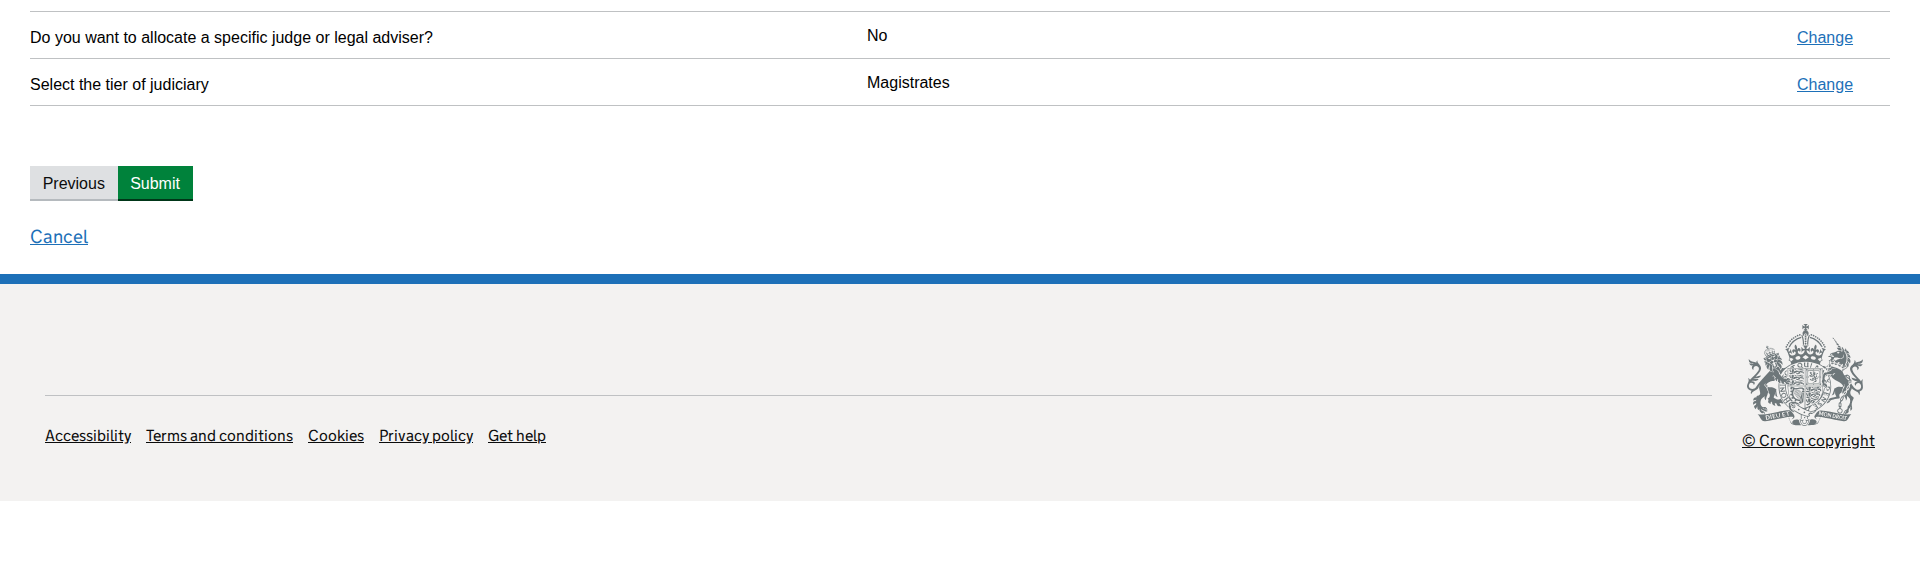 Do you want to allocate a specific judge or legal adviser? No Change
Select the tier of judiciary Magistrates Change
Previous Submit
Cancel
Accessibility Terms and conditions Cookies Privacy policy Get help
© Crown copyright